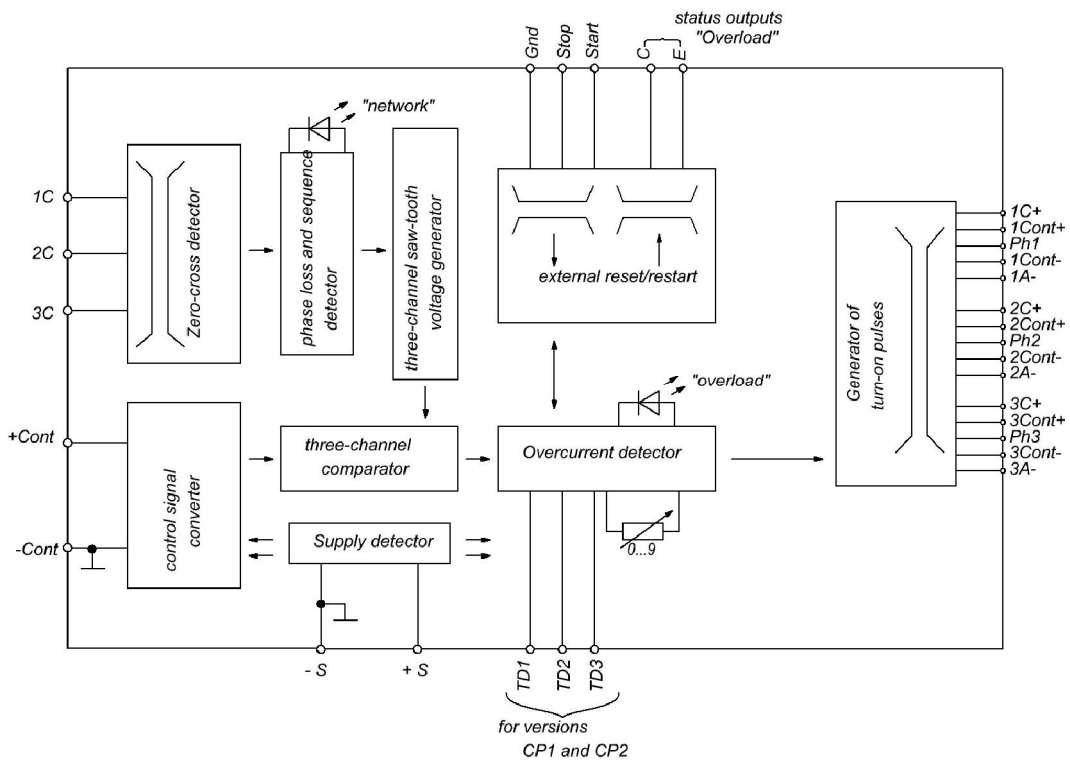 status outputs
"Overload"
Gnd
Stop
Start
C
E
"network"
1C
2C
3C
Zero-cross detector
phase loss and sequence
detector
three-channel saw-tooth
voltage generator
external reset/restart
Generator of
turn-on pulses
1C+
1Cont+
Ph1
1Cont-
1A-
2C+
2Cont+
Ph2
2Cont-
2A-
3C+
3Cont+
Ph3
3Cont-
3A-
"overload"
+Cont
-Cont
control signal
converter
three-channel
comparator
Overcurrent detector
0...9
Supply detector
- S
+ S
TD1
TD2
TD3
for versions
CP1 and CP2